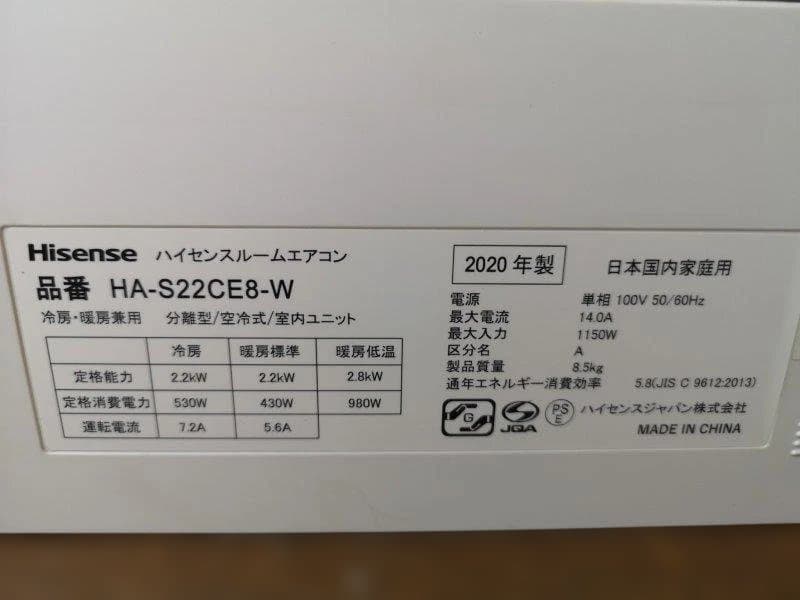 Hisense ハイセンスルームエアコン
品番 HA-S22CE8-W
冷房・暖房兼用 分離型/空冷式/室内ユニット
冷房 暖房標準 暖房低温
定格能力 2.2kW 2.2kW 2.8kW
定格消費電力 530W 430W 980W
運転電流 7.2A 5.6A
2020年製 日本国内家庭用
電源 単相 100V 50/60Hz
最大電流 14.0A
最大入力 1150W
区分名 A
製品質量 8.5kg
通年エネルギー消費効率 5.8(JIS C 9612:2013)
G JQA PSE ハイセンスジャパン株式会社
MADE IN CHINA